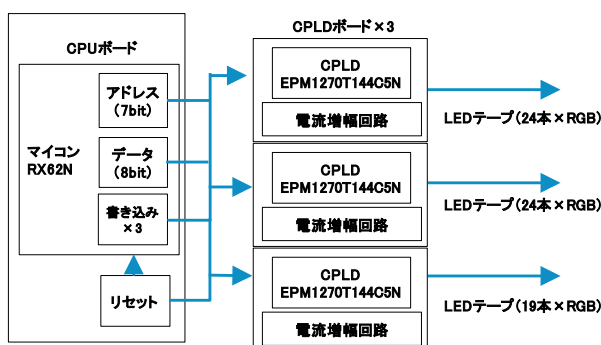 CPUボード
マイコン
RX62N
アドレス
(7bit)
データ
(8bit)
書き込み
×3
リセット
CPLDボード×3
CPLD
EPM1270T144C5N
電流増幅回路
LEDテープ(24本×RGB)
CPLD
EPM1270T144C5N
電流増幅回路
LEDテープ(24本×RGB)
CPLD
EPM1270T144C5N
電流増幅回路
LEDテープ(19本×RGB)